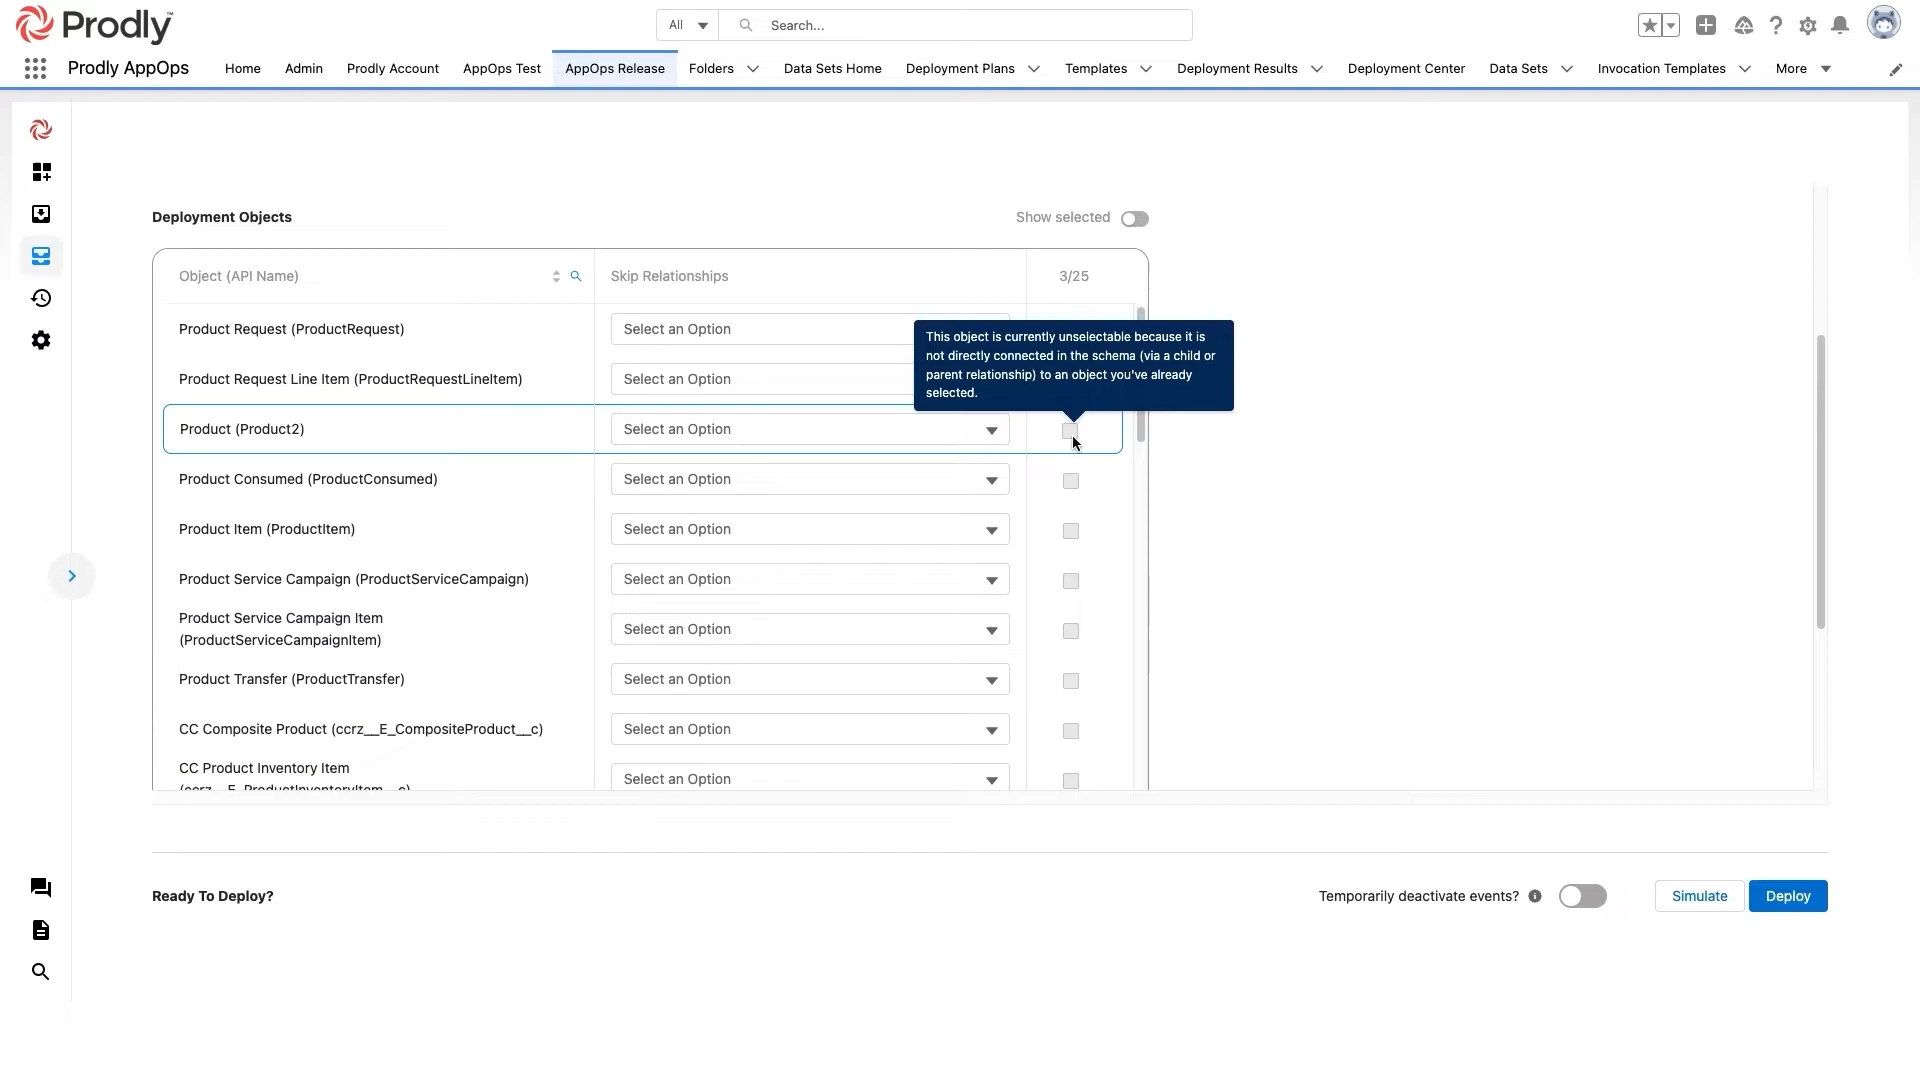 Prodly™
All
Search...
Prodly AppOps
Home
Admin
Prodly Account
AppOps Test
AppOps Release
Folders
Data Sets Home
Deployment Plans
Templates
Deployment Results
Deployment Center
Data Sets
Invocation Templates
More
Deployment Objects
Show selected
Object (API Name)
Skip Relationships
3/25
Product Request (ProductRequest)
Select an Option
This object is currently unselectable because it is
not directly connected in the schema (via a child or
parent relationship) to an object you've already
selected.
Product Request Line Item (ProductRequestLineItem)
Select an Option
Product (Product2)
Select an Option
Product Consumed (ProductConsumed)
Select an Option
Product Item (ProductItem)
Select an Option
Product Service Campaign (ProductServiceCampaign)
Select an Option
Product Service Campaign Item
(ProductServiceCampaignItem)
Select an Option
Product Transfer (ProductTransfer)
Select an Option
CC Composite Product (ccrz__E_CompositeProduct__c)
Select an Option
CC Product Inventory Item
(ccrz__E_ProductInventoryItem__c)
Select an Option
Ready To Deploy?
Temporarily deactivate events?
Simulate
Deploy